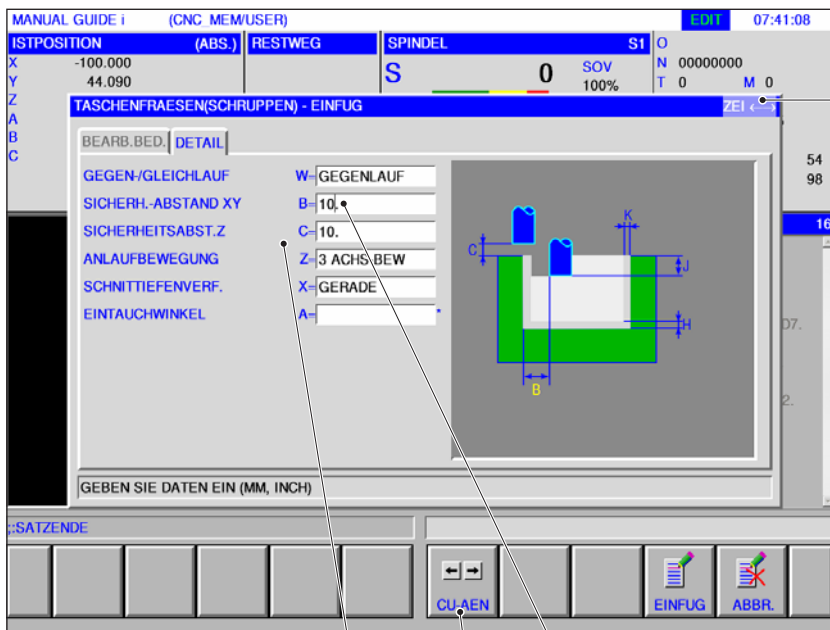 MANUAL GUIDE i (CNC_MEM/USER) EDIT 07:41:08
ISTPOSITION (ABS.) RESTWEG SPINDEL S1 O
X -100.000 S 0 SOV N 00000000
Y 44.090 100% T 0 M 0
Z TASCHENFRAESEN(SCHRUPPEN) - EINFUG ZEI
A
B BEARB.BED. DETAIL
C 54
98
GEGEN-/GLEICHLAUF W= GEGENLAUF
SICHERH.-ABSTAND XY B= 10.
SICHERHEITSABST.Z C= 10.
ANLAUFBEWEGUNG Z= 3 ACHS BEW
SCHNITTIEFENVERF. X= GERADE
EINTAUCHWINKEL A= *
K
C
J
H
B
16
07.
2.
GEBEN SIE DATEN EIN (MM, INCH)
;:SATZENDE
← →
CU-AEN EINFUG ABBR.